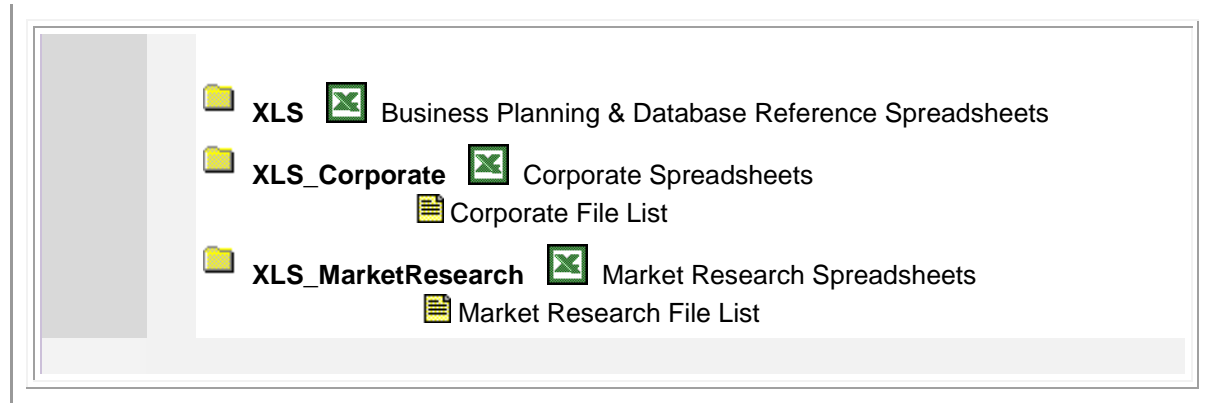 XLS Business Planning & Database Reference Spreadsheets
XLS_Corporate Corporate Spreadsheets
Corporate File List
XLS_MarketResearch Market Research Spreadsheets
Market Research File List